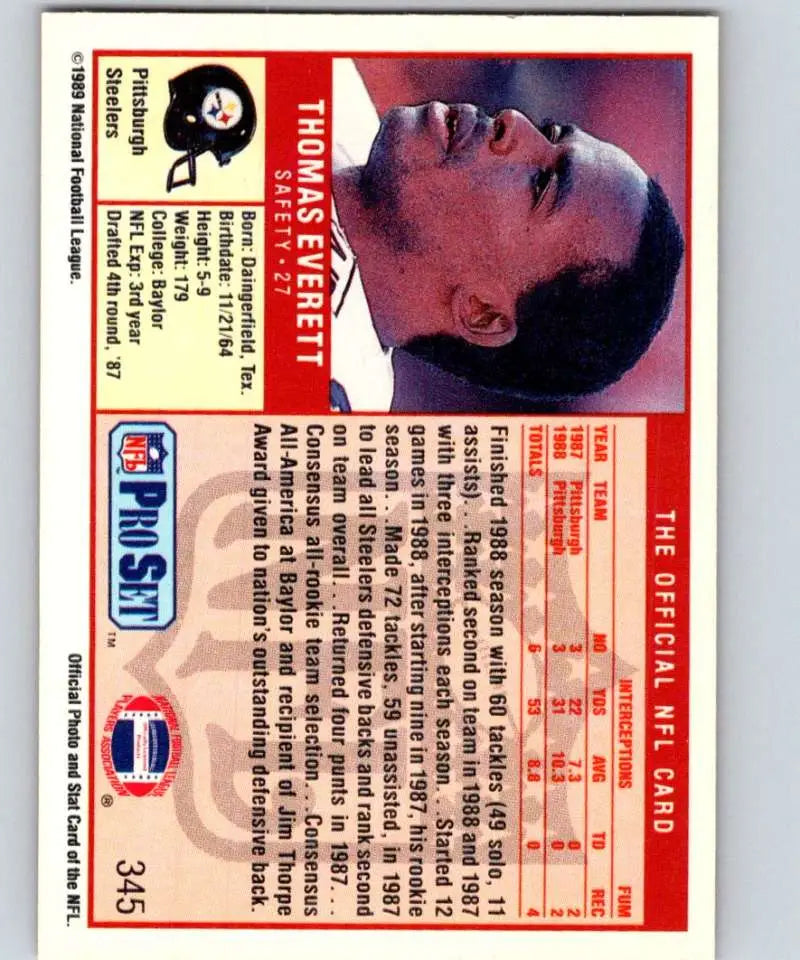 THE OFFICIAL NFL CARD
THOMAS EVERETT
SAFETY • 27
Pittsburgh
Steelers
Born: Daingerfield, Tex.
Birthdate: 11/21/64
Height: 5-9
Weight: 179
College: Baylor
NFL Exp: 3rd year
Drafted 4th round, '87
INTERCEPTIONS FUM
YEAR TEAM NO YDS AVG TD REC
1987 Pittsburgh 3 22 7.3 0 2
1988 Pittsburgh 3 31 10.3 0 2
TOTALS 6 53 8.8 0 4
Finished 1988 season with 60 tackles (49 solo, 11
assists). . .Ranked second on team in 1988 and 1987
with three interceptions each season. . .Started 12
games in 1988, after starting nine in 1987, his rookie
season. . .Made 72 tackles, 59 unassisted, in 1987
to lead all Steelers defensive backs and rank second
on team overall. . .Returned four punts in 1987. . .
Consensus all-rookie team selection. . .Consensus
All-America at Baylor and recipient of Jim Thorpe
Award given to nation's outstanding defensive back.
NFL PRO SET ™
NATIONAL FOOTBALL LEAGUE
PLAYERS ASSOCIATION
®
345
©1989 National Football League.
Official Photo and Stat Card of the NFL.